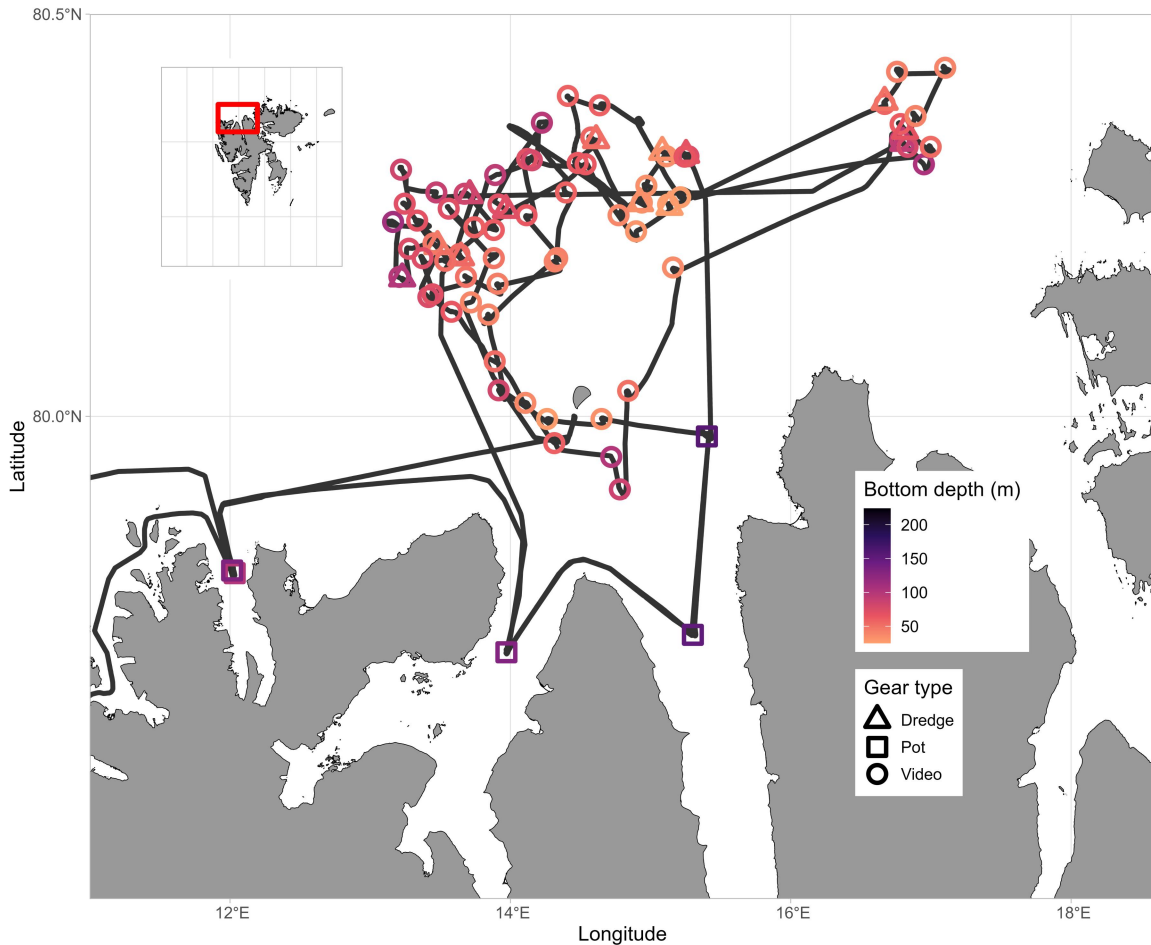 80.5°N
80.0°N
Latitude
Bottom depth (m)
200
150
100
50
Gear type
Dredge
Pot
Video
12°E
14°E
16°E
18°E
Longitude